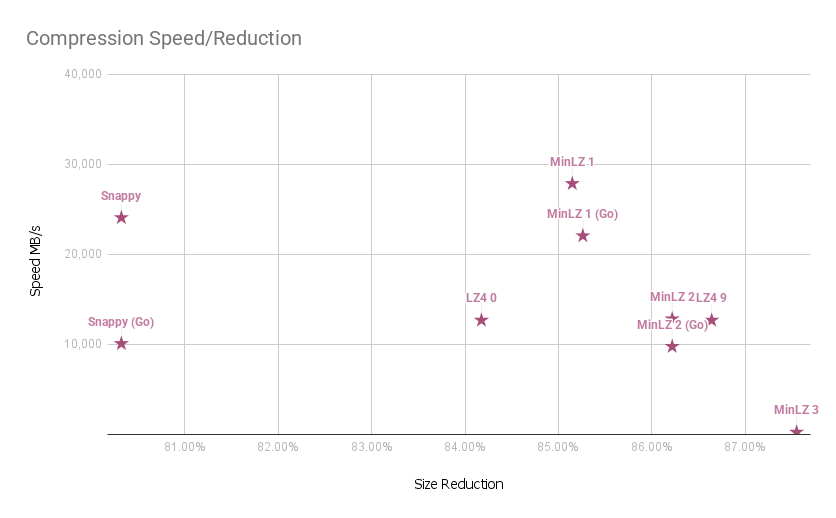 Compression Speed/Reduction
40,000
30,000
20,000
10,000
Speed MB/s
MinLZ 1
Snappy
MinLZ 1 (Go)
MinLZ 2
LZ4 9
LZ4 0
Snappy (Go)
MinLZ 2 (Go)
MinLZ 3
81.00%
82.00%
83.00%
84.00%
85.00%
86.00%
87.00%
Size Reduction